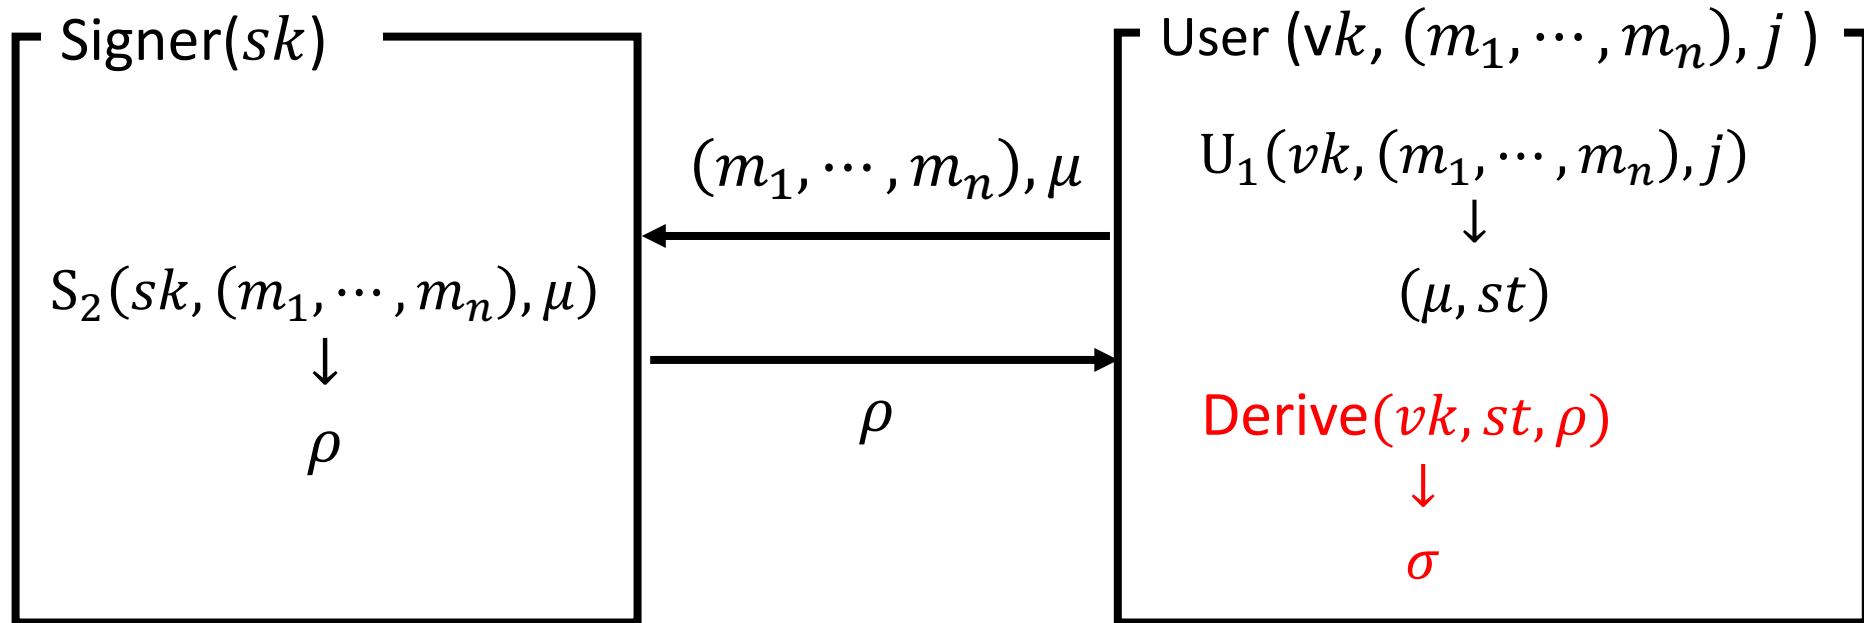 Signer(𝑠𝑘)
S₂(𝑠𝑘, (𝑚₁, ⋯, 𝑚ₙ), 𝜇)
↓
𝜌
(𝑚₁, ⋯, 𝑚ₙ), 𝜇
𝜌
User (v𝑘, (𝑚₁, ⋯, 𝑚ₙ), 𝑗 )
U₁(𝑣𝑘, (𝑚₁, ⋯, 𝑚ₙ), 𝑗)
↓
(𝜇, 𝑠𝑡)
Derive(𝑣𝑘, 𝑠𝑡, 𝜌)
↓
𝜎